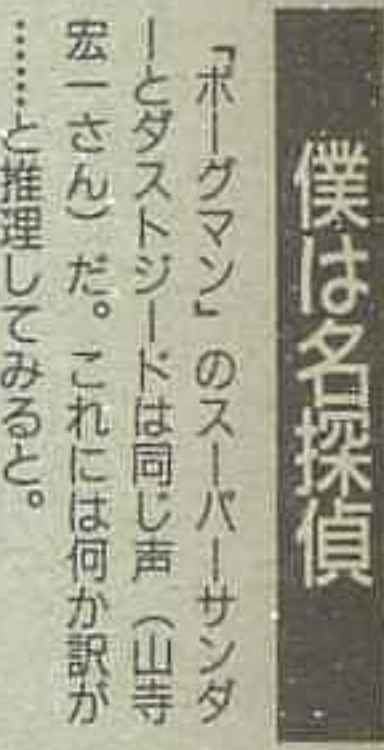 僕は名探偵
『ボーグマン』のスーパーサンダ
ーとダストジードは同じ声（山寺
宏一さん）だ。これには何か訳が
……と推理してみると。